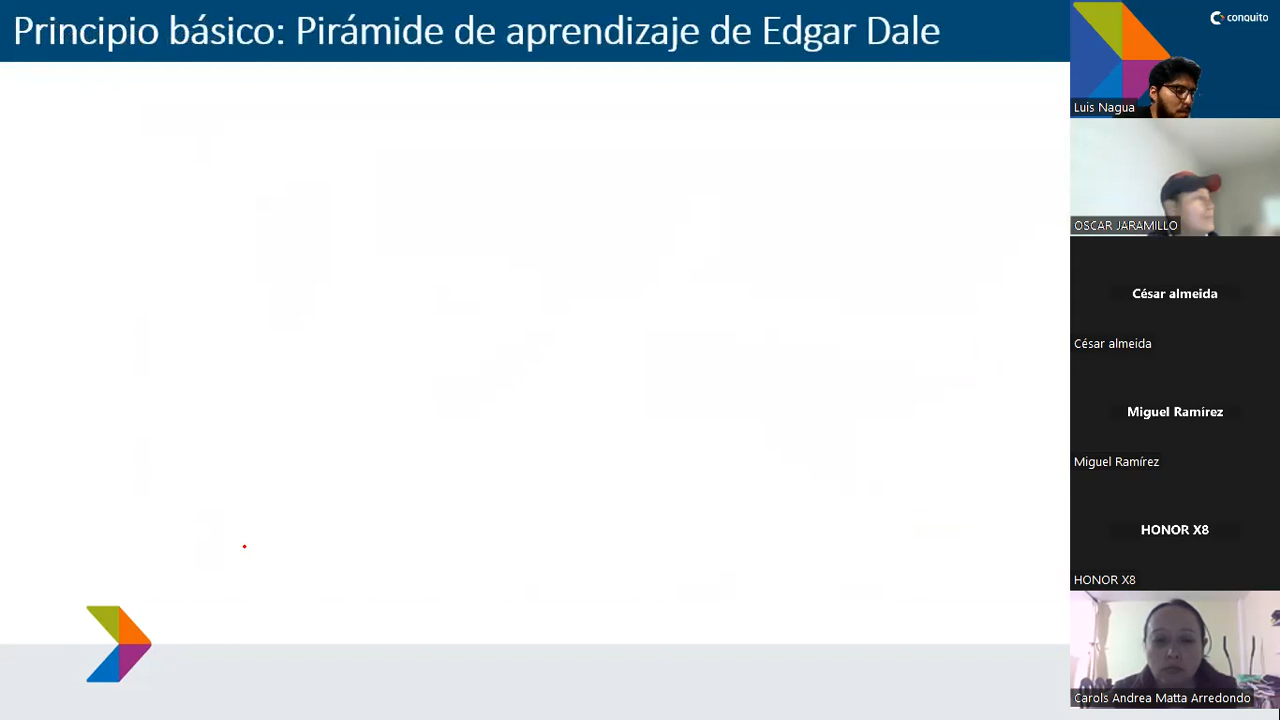 Principio básico: Pirámide de aprendizaje de Edgar Dale
conquito
Luis Nagua
OSCAR JARAMILLO
César almeida
César almeida
Miguel Ramírez
Miguel Ramírez
HONOR X8
HONOR X8
Carols Andrea Matta Arredondo